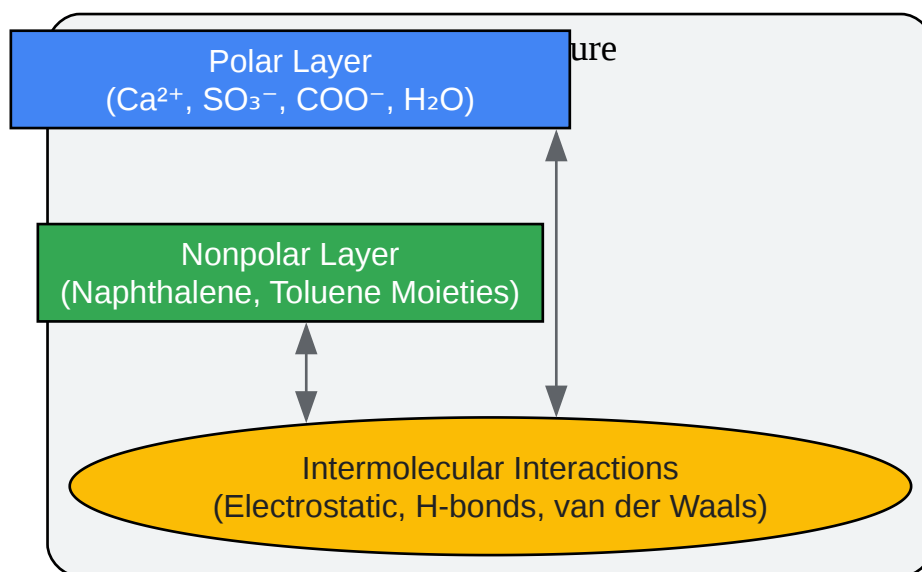 ure
Polar Layer
(Ca²⁺, SO₃⁻, COO⁻, H₂O)
Nonpolar Layer
(Naphthalene, Toluene Moieties)
Intermolecular Interactions
(Electrostatic, H-bonds, van der Waals)